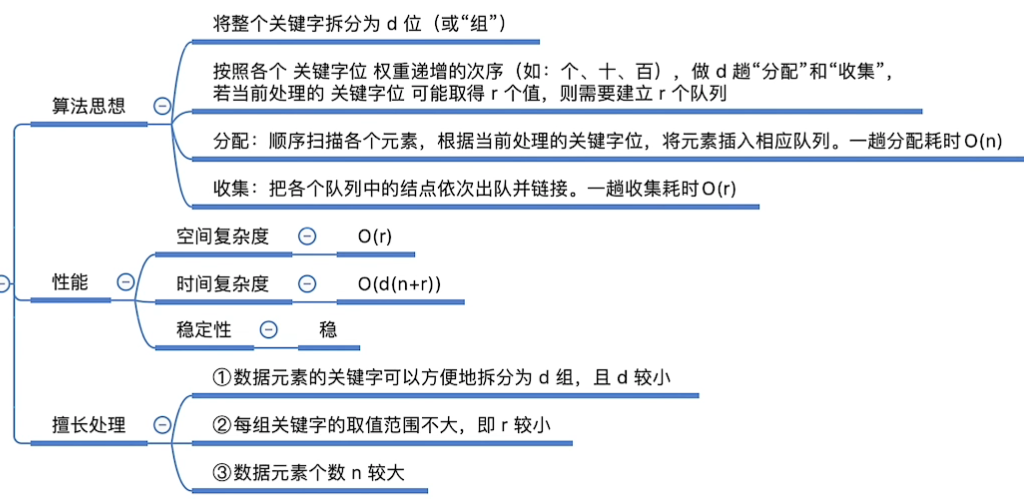 将整个关键字拆分为 d 位（或“组”）
按照各个 关键字位 权重递增的次序（如：个、十、百），做 d 趟“分配”和“收集”，
若当前处理的 关键字位 可能取得 r 个值，则需要建立 r 个队列
算法思想
分配：顺序扫描各个元素，根据当前处理的关键字位，将元素插入相应队列。一趟分配耗时O(n)
收集：把各个队列中的结点依次出队并链接。一趟收集耗时O(r)
空间复杂度 O(r)
性能
时间复杂度 O(d(n+r))
稳定性 稳
①数据元素的关键字可以方便地拆分为 d 组，且 d 较小
擅长处理
②每组关键字的取值范围不大，即 r 较小
③数据元素个数 n 较大